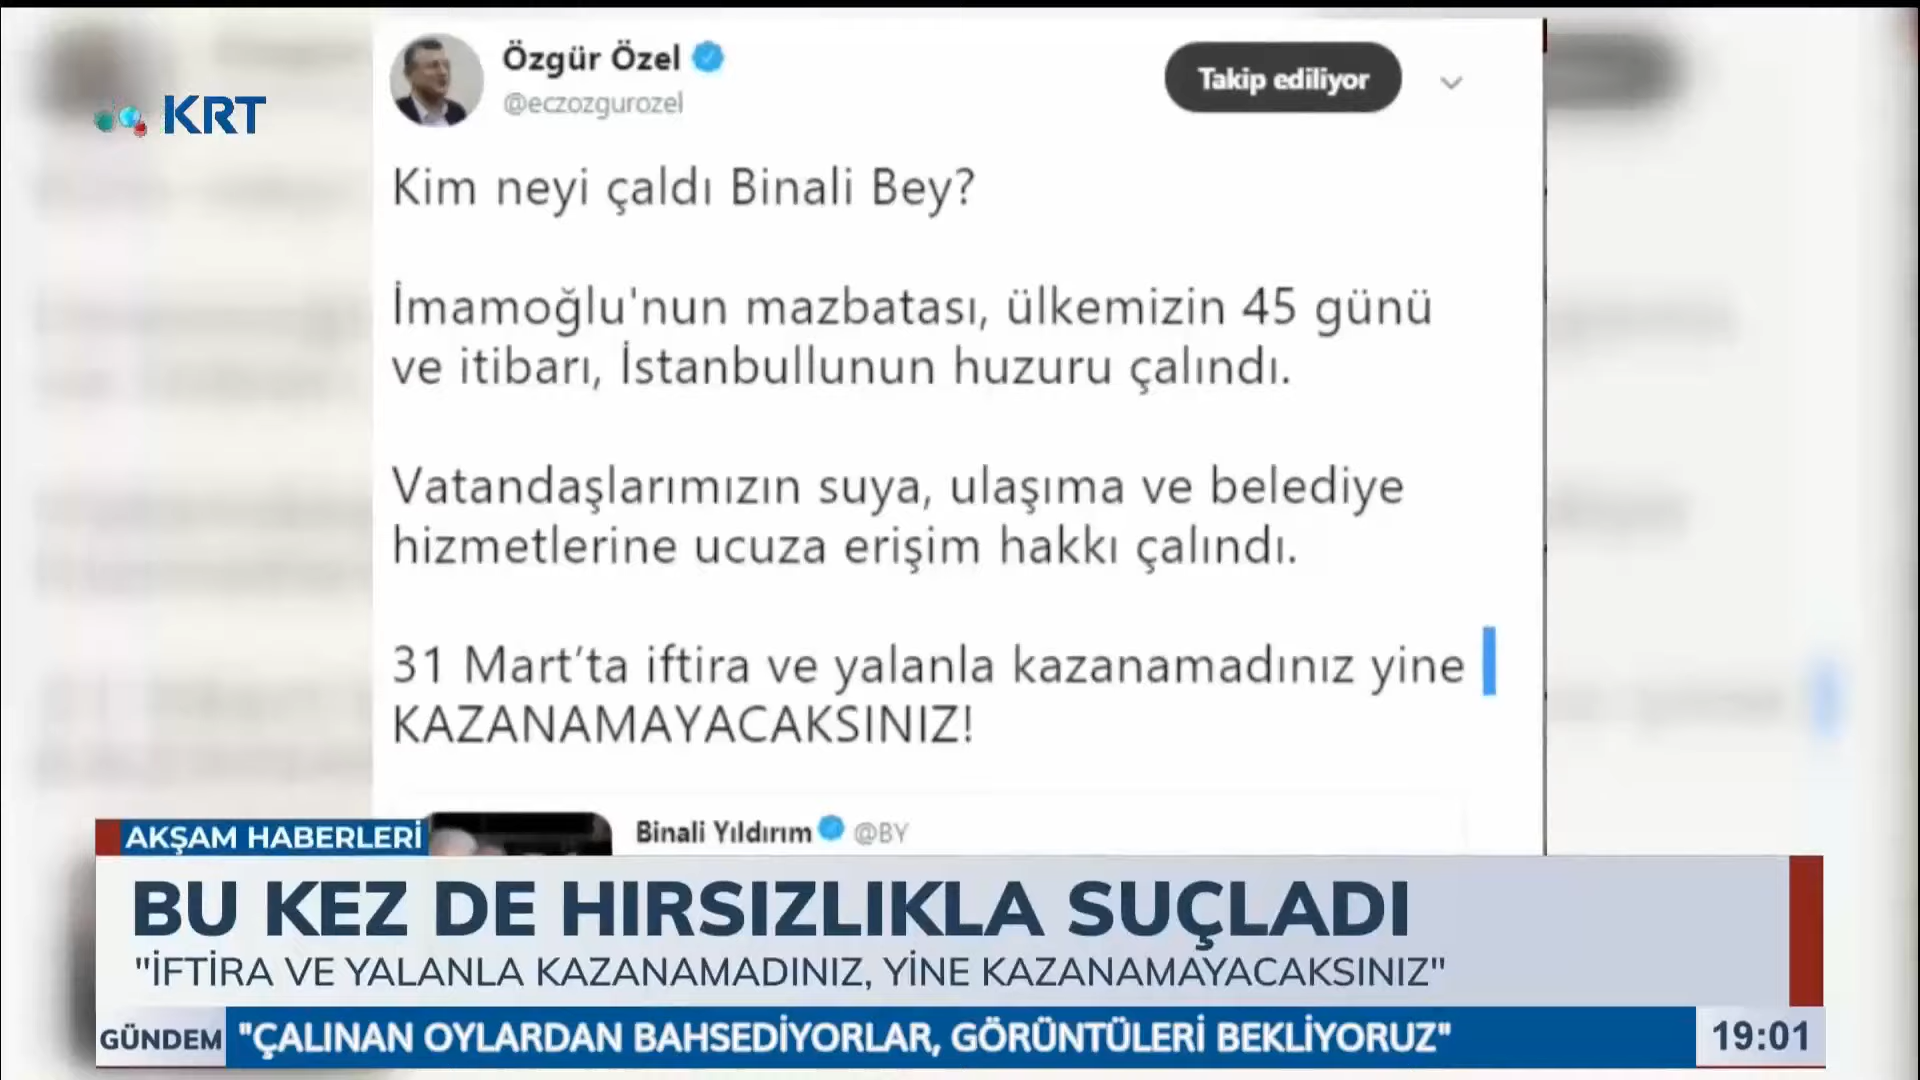 Özgür Özel
@eczozgurozel
Takip ediliyor
KRT
Kim neyi çaldı Binali Bey?
İmamoğlu'nun mazbatası, ülkemizin 45 günü
ve itibarı, İstanbullunun huzuru çalındı.
Vatandaşlarımızın suya, ulaşıma ve belediye
hizmetlerine ucuza erişim hakkı çalındı.
31 Mart’ta iftira ve yalanla kazanamadınız yine
KAZANAMAYACAKSINIZ!
Binali Yıldırım @BY
AKŞAM HABERLERİ
BU KEZ DE HIRSIZLIKLA SUÇLADI
"İFTİRA VE YALANLA KAZANAMADINIZ, YİNE KAZANAMAYACAKSINIZ"
GÜNDEM "ÇALINAN OYLARDAN BAHSEDİYORLAR, GÖRÜNTÜLERİ BEKLİYORUZ" 19:01